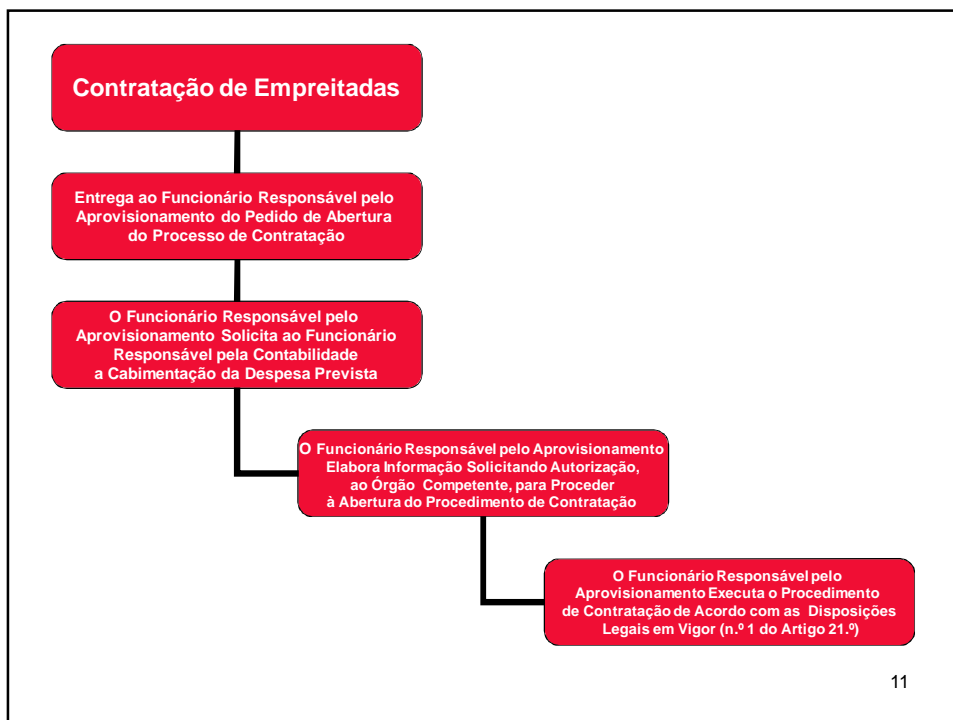 Contratação de Empreitadas
Entrega ao Funcionário Responsável pelo
Aprovisionamento do Pedido de Abertura
do Processo de Contratação
O Funcionário Responsável pelo
Aprovisionamento Solicita ao Funcionário
Responsável pela Contabilidade
a Cabimentação da Despesa Prevista
O Funcionário Responsável pelo Aprovisionamento
Elabora Informação Solicitando Autorização,
ao Órgão Competente, para Proceder
à Abertura do Procedimento de Contratação
O Funcionário Responsável pelo
Aprovisionamento Executa o Procedimento
de Contratação de Acordo com as Disposições
Legais em Vigor (n.º 1 do Artigo 21.º)
11